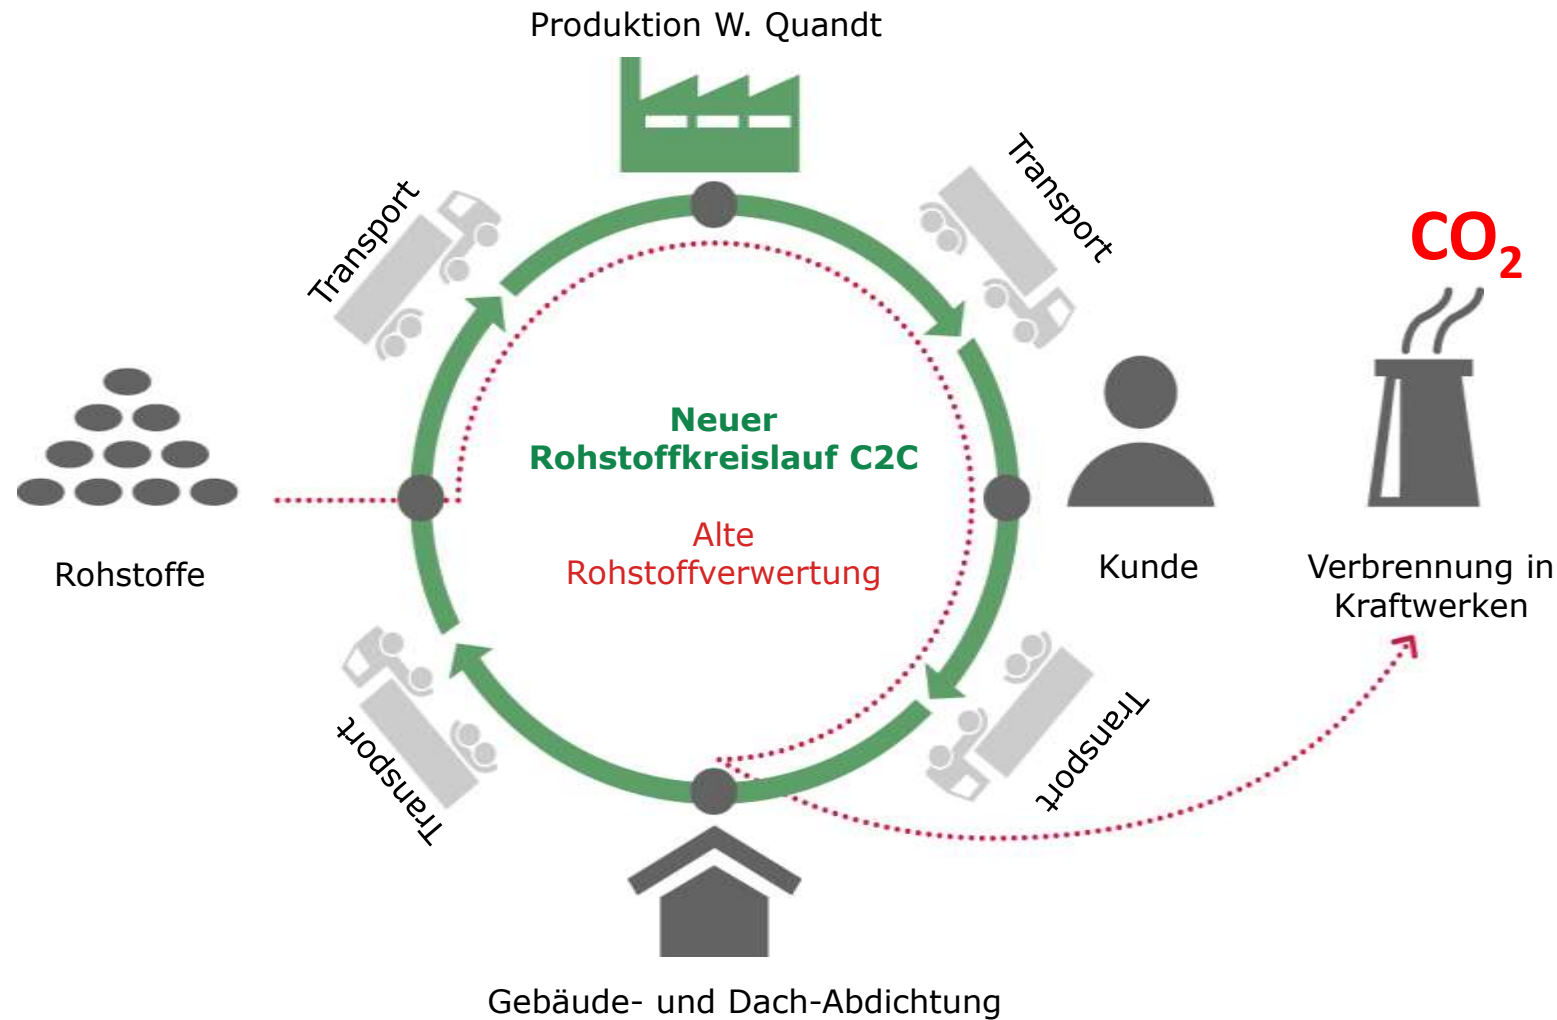 Produktion W. Quandt
Transport
Transport
CO₂
Neuer
Rohstoffkreislauf C2C
Alte
Rohstoffverwertung
Rohstoffe
Kunde
Verbrennung in
Kraftwerken
Transport
Transport
Gebäude- und Dach-Abdichtung